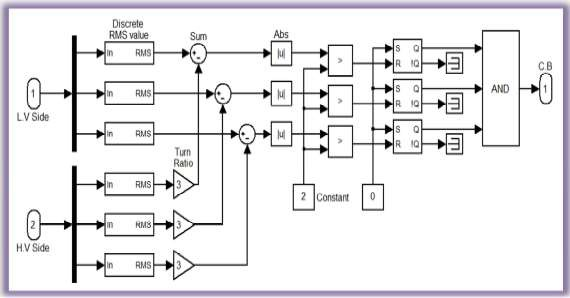 Discrete
RMS value
Sum
Abs
In RMS
+
-
|u|
>
S Q
R !Q
C.B
1
L.V Side
In RMS
+
-
|u|
>
S Q
R !Q
AND
1
In RMS
+
-
|u|
>
S Q
R !Q
Turn
Ratio
In RMS
3
2
Constant
0
2
H.V Side
In RMS
3
In RMS
3